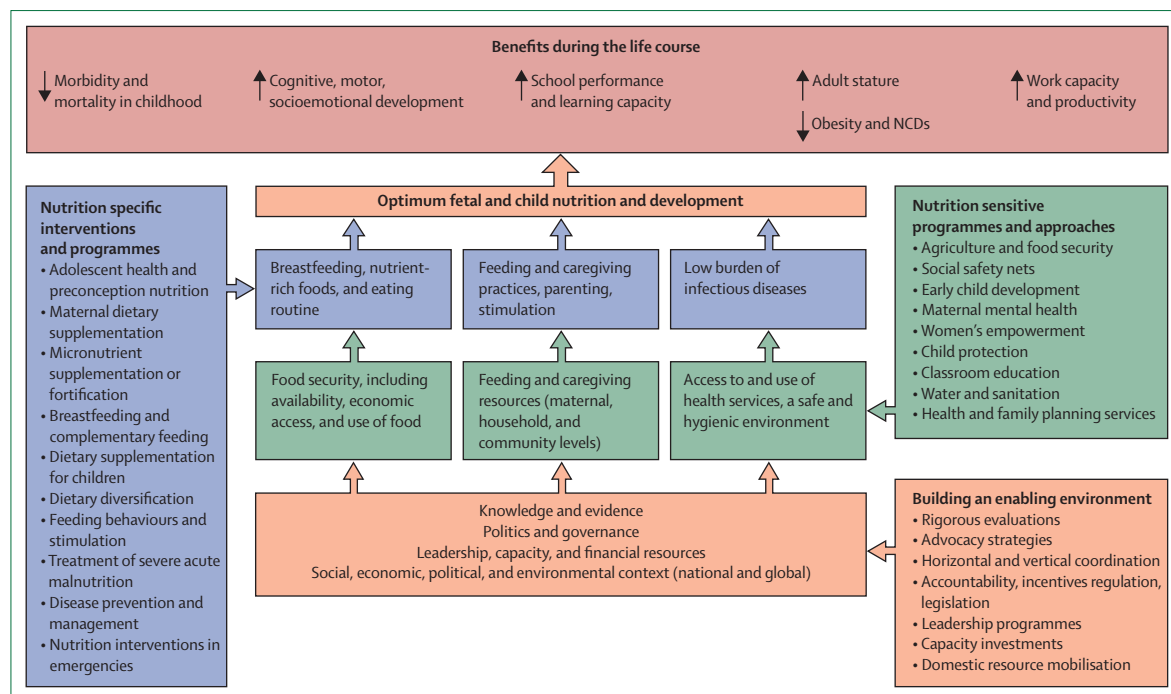 Benefits during the life course
Morbidity and
mortality in childhood
Cognitive, motor,
socioemotional development
School performance
and learning capacity
Adult stature
Obesity and NCDs
Work capacity
and productivity
Nutrition specific
interventions
and programmes
• Adolescent health and
preconception nutrition
• Maternal dietary
supplementation
• Micronutrient
supplementation or
fortification
• Breastfeeding and
complementary feeding
• Dietary supplementation
for children
• Dietary diversification
• Feeding behaviours and
stimulation
• Treatment of severe acute
malnutrition
• Disease prevention and
management
• Nutrition interventions in
emergencies
Optimum fetal and child nutrition and development
Breastfeeding, nutrient-
rich foods, and eating
routine
Feeding and caregiving
practices, parenting,
stimulation
Low burden of
infectious diseases
Food security, including
availability, economic
access, and use of food
Feeding and caregiving
resources (maternal,
household, and
community levels)
Access to and use of
health services, a safe and
hygienic environment
Knowledge and evidence
Politics and governance
Leadership, capacity, and financial resources
Social, economic, political, and environmental context (national and global)
Nutrition sensitive
programmes and approaches
• Agriculture and food security
• Social safety nets
• Early child development
• Maternal mental health
• Women's empowerment
• Child protection
• Classroom education
• Water and sanitation
• Health and family planning services
Building an enabling environment
• Rigorous evaluations
• Advocacy strategies
• Horizontal and vertical coordination
• Accountability, incentives regulation,
legislation
• Leadership programmes
• Capacity investments
• Domestic resource mobilisation